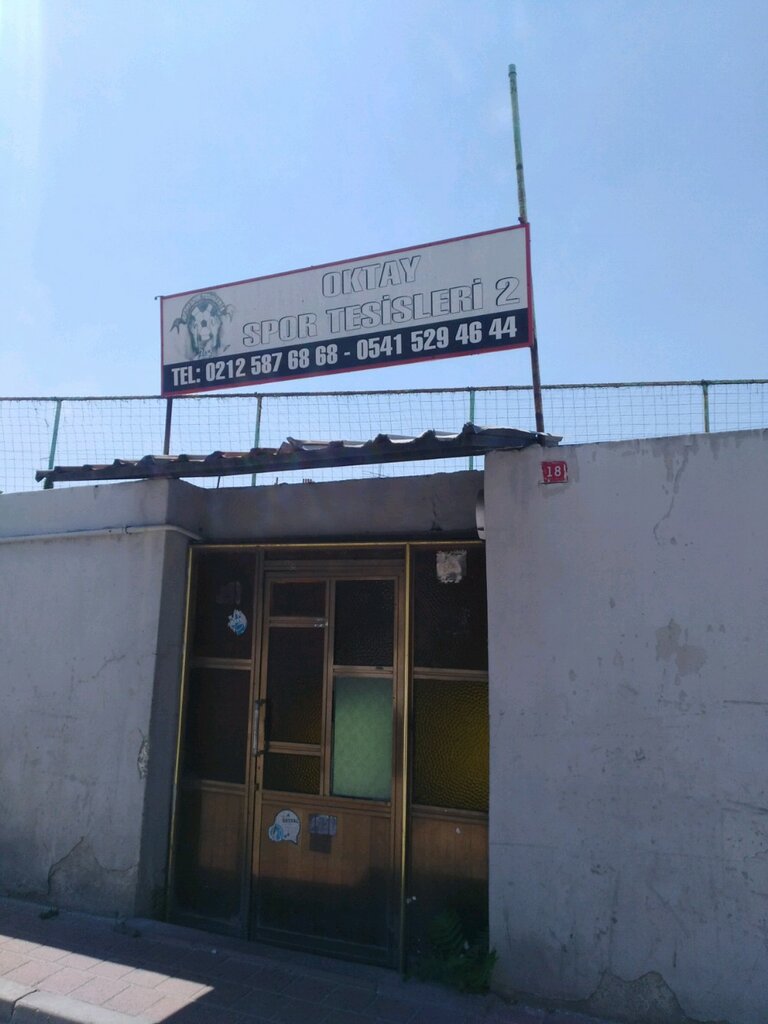 OKTAY
SPOR TESİSLERİ 2
TEL: 0212 587 68 68 - 0541 529 46 44
18